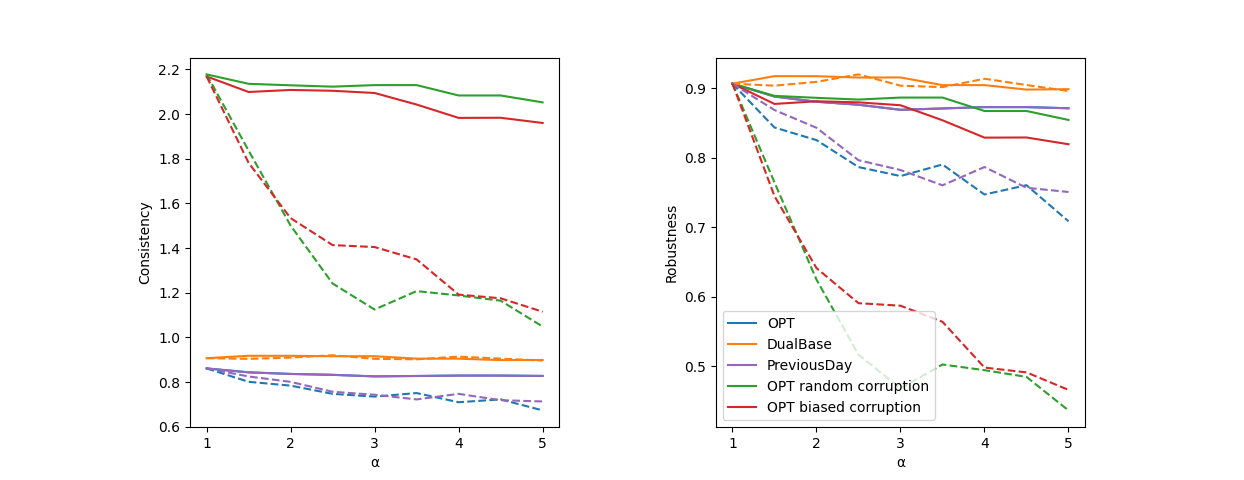 Consistency
2.2
2.0
1.8
1.6
1.4
1.2
1.0
0.8
0.6
1 2 3 4 5
α
Robustness
0.9
0.8
0.7
0.6
0.5
OPT
DualBase
PreviousDay
OPT random corruption
OPT biased corruption
1 2 3 4 5
α